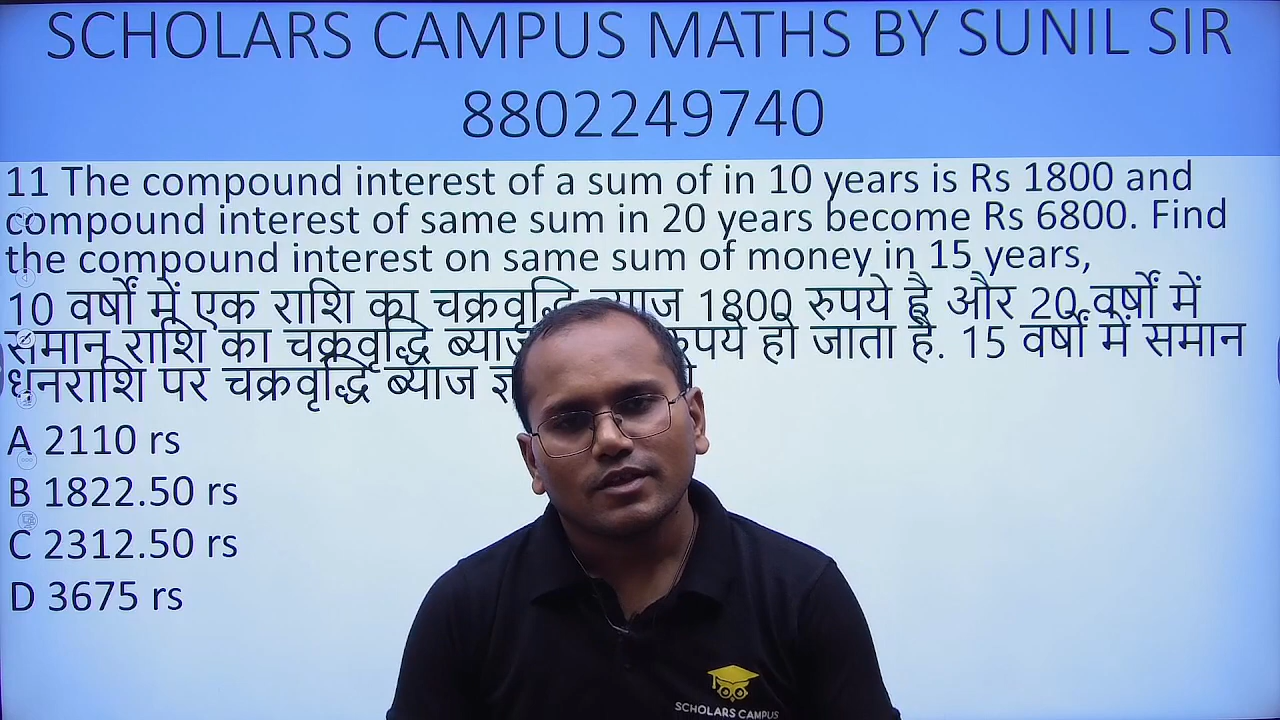 SCHOLARS CAMPUS MATHS BY SUNIL SIR
8802249740
11 The compound interest of a sum of in 10 years is Rs 1800 and
compound interest of same sum in 20 years become Rs 6800. Find
the compound interest on same sum of money in 15 years,
10 वर्षों में एक राशि का चक्रवृद्धि ब्याज 1800 रुपये है और 20 वर्षों में
समान राशि का चक्रवृद्धि ब्याज रुपये हो जाता है. 15 वर्षों में समान
धनराशि पर चक्रवृद्धि ब्याज
A 2110 rs
B 1822.50 rs
C 2312.50 rs
D 3675 rs
SCHOLARS CAMPUS